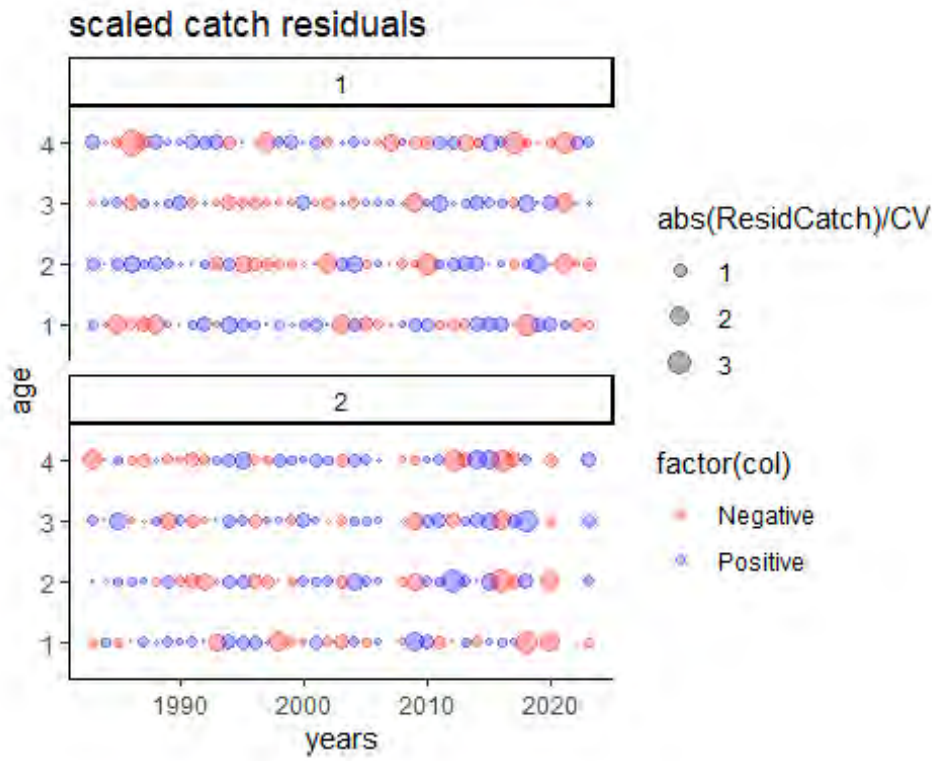 scaled catch residuals
1
4
3
2
1
2
4
3
2
1
age
1990
2000
2010
2020
years
abs(ResidCatch)/CV
1
2
3
factor(col)
Negative
Positive